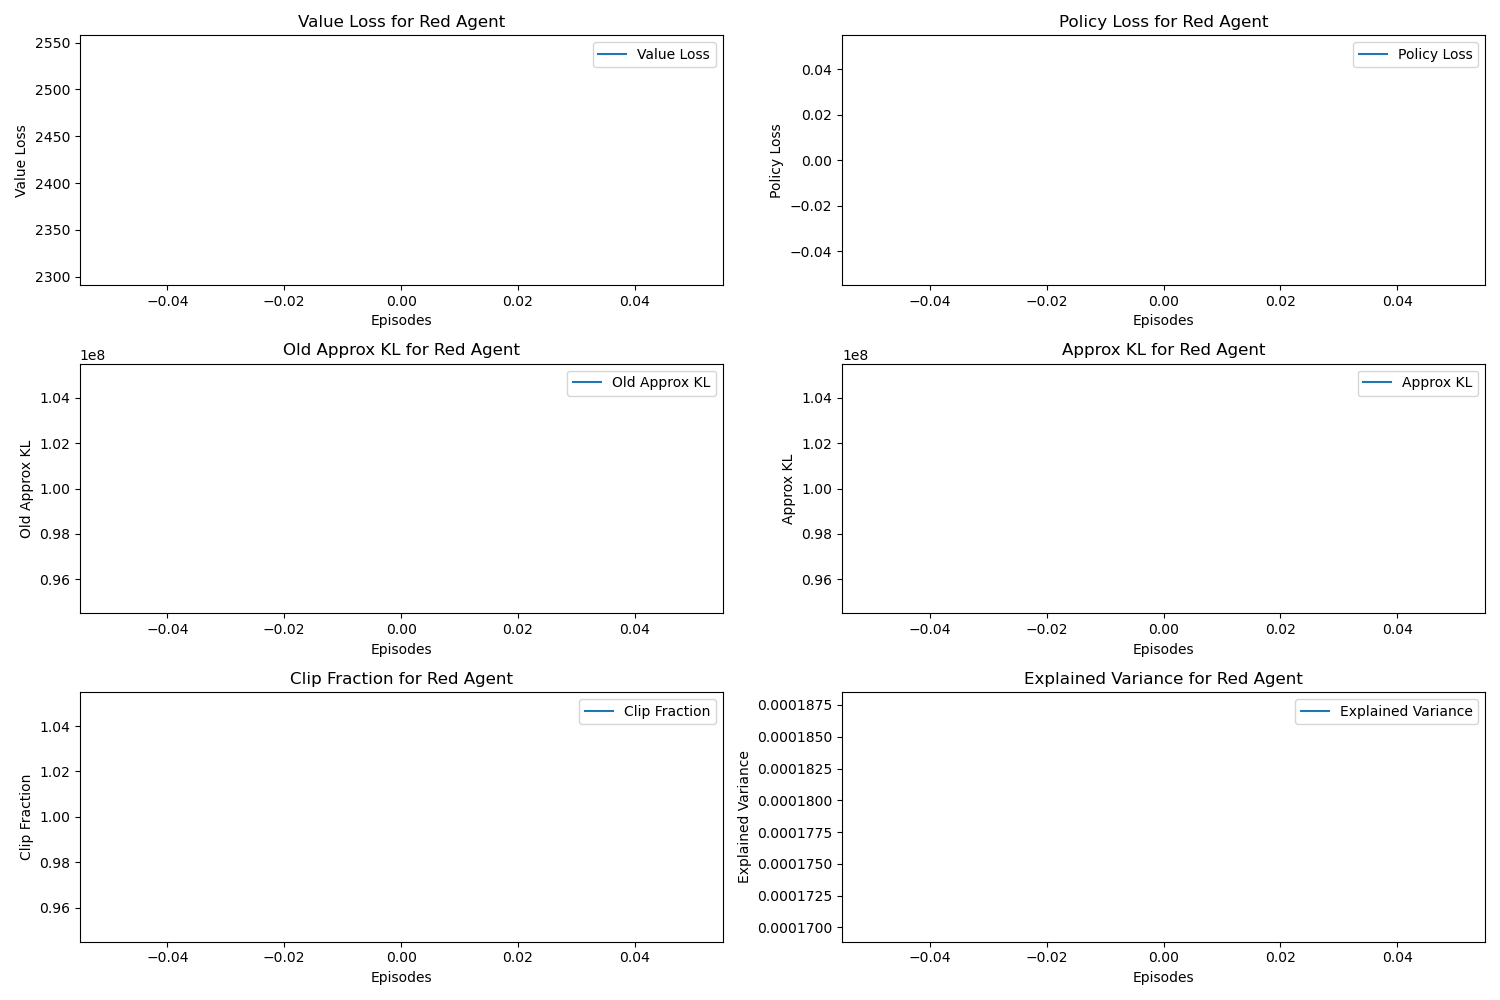 Value Loss for Red Agent
Value Loss
2550
2500
2450
2400
2350
2300
Value Loss
−0.04 −0.02 0.00 0.02 0.04
Episodes
Policy Loss for Red Agent
Policy Loss
0.04
0.02
0.00
−0.02
−0.04
Policy Loss
−0.04 −0.02 0.00 0.02 0.04
Episodes
Old Approx KL for Red Agent
1e8
Old Approx KL
1.04
1.02
1.00
0.98
0.96
Old Approx KL
−0.04 −0.02 0.00 0.02 0.04
Episodes
Approx KL for Red Agent
1e8
Approx KL
1.04
1.02
1.00
0.98
0.96
Approx KL
−0.04 −0.02 0.00 0.02 0.04
Episodes
Clip Fraction for Red Agent
Clip Fraction
1.04
1.02
1.00
0.98
0.96
Clip Fraction
−0.04 −0.02 0.00 0.02 0.04
Episodes
Explained Variance for Red Agent
Explained Variance
0.0001875
0.0001850
0.0001825
0.0001800
0.0001775
0.0001750
0.0001725
0.0001700
Explained Variance
−0.04 −0.02 0.00 0.02 0.04
Episodes